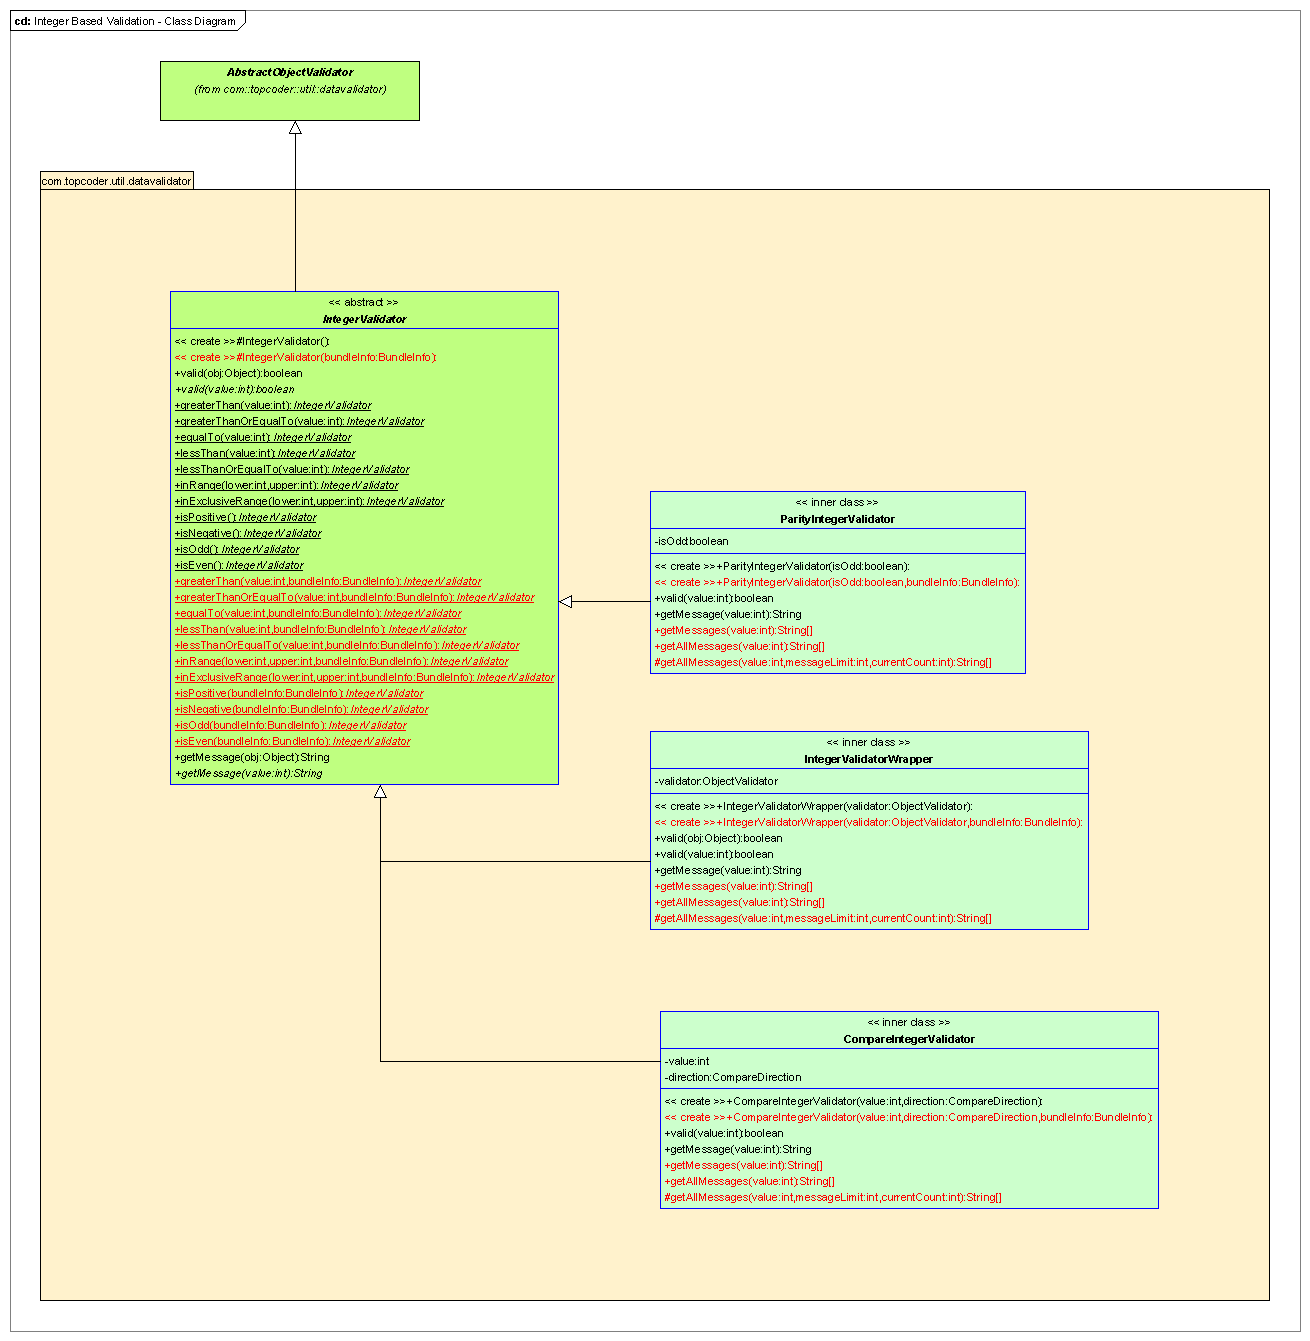 cd: Integer Based Validation - Class Diagram
AbstractObjectValidator
(from com::topcoder::util::datavalidator)
com.topcoder.util.datavalidator
<< abstract >>
IntegerValidator
<< create >>#IntegerValidator():
<< create >>#IntegerValidator(bundleInfo:BundleInfo):
+valid(obj:Object):boolean
+valid(value:int):boolean
+greaterThan(value:int):IntegerValidator
+greaterThanOrEqualTo(value:int):IntegerValidator
+equalTo(value:int):IntegerValidator
+lessThan(value:int):IntegerValidator
+lessThanOrEqualTo(value:int):IntegerValidator
+inRange(lower:int,upper:int):IntegerValidator
+inExclusiveRange(lower:int,upper:int):IntegerValidator
+isPositive():IntegerValidator
+isNegative():IntegerValidator
+isOdd():IntegerValidator
+isEven():IntegerValidator
+greaterThan(value:int,bundleInfo:BundleInfo):IntegerValidator
+greaterThanOrEqualTo(value:int,bundleInfo:BundleInfo):IntegerValidator
+equalTo(value:int,bundleInfo:BundleInfo):IntegerValidator
+lessThan(value:int,bundleInfo:BundleInfo):IntegerValidator
+lessThanOrEqualTo(value:int,bundleInfo:BundleInfo):IntegerValidator
+inRange(lower:int,upper:int,bundleInfo:BundleInfo):IntegerValidator
+inExclusiveRange(lower:int,upper:int,bundleInfo:BundleInfo):IntegerValidator
+isPositive(bundleInfo:BundleInfo):IntegerValidator
+isNegative(bundleInfo:BundleInfo):IntegerValidator
+isOdd(bundleInfo:BundleInfo):IntegerValidator
+isEven(bundleInfo:BundleInfo):IntegerValidator
+getMessage(obj:Object):String
+getMessage(value:int):String
<< inner class >>
ParityIntegerValidator
-isOdd:boolean
<< create >>+ParityIntegerValidator(isOdd:boolean):
<< create >>+ParityIntegerValidator(isOdd:boolean,bundleInfo:BundleInfo):
+valid(value:int):boolean
+getMessage(value:int):String
+getMessages(value:int):String[]
+getAllMessages(value:int):String[]
#getAllMessages(value:int,messageLimit:int,currentCount:int):String[]
<< inner class >>
IntegerValidatorWrapper
-validator:ObjectValidator
<< create >>+IntegerValidatorWrapper(validator:ObjectValidator):
<< create >>+IntegerValidatorWrapper(validator:ObjectValidator,bundleInfo:BundleInfo):
+valid(obj:Object):boolean
+valid(value:int):boolean
+getMessage(value:int):String
+getMessages(value:int):String[]
+getAllMessages(value:int):String[]
#getAllMessages(value:int,messageLimit:int,currentCount:int):String[]
<< inner class >>
CompareIntegerValidator
-value:int
-direction:CompareDirection
<< create >>+CompareIntegerValidator(value:int,direction:CompareDirection):
<< create >>+CompareIntegerValidator(value:int,direction:CompareDirection,bundleInfo:BundleInfo):
+valid(value:int):boolean
+getMessage(value:int):String
+getMessages(value:int):String[]
+getAllMessages(value:int):String[]
#getAllMessages(value:int,messageLimit:int,currentCount:int):String[]